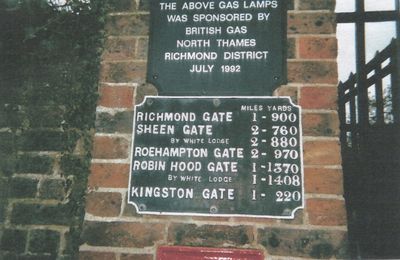 THE ABOVE GAS LAMPS
WAS SPONSORED BY
BRITISH GAS
NORTH THAMES
RICHMOND DISTRICT
JULY 1992
MILES YARDS
RICHMOND GATE 1 - 900
SHEEN GATE 2 - 760
BY WHITE LODGE 2 - 880
ROEHAMPTON GATE 2 - 970
ROBIN HOOD GATE 1 - 1370
BY WHITE LODGE 1 - 1408
KINGSTON GATE 1 - 220